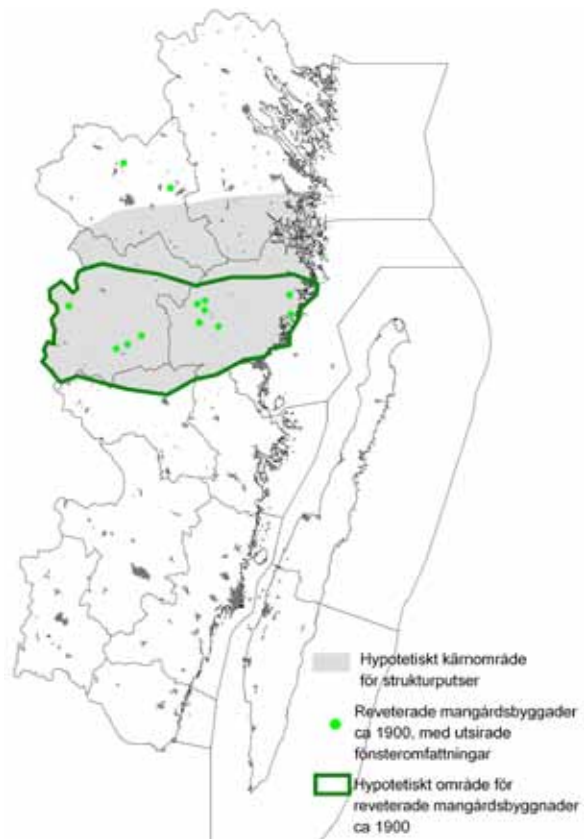 Hypotetiskt kärnområde
för strukturputser
Reveterade mangårdsbyggader
ca 1900, med utsirade
fönsteromfattningar
Hypotetiskt område för
reveterade mangårdsbyggnader
ca 1900